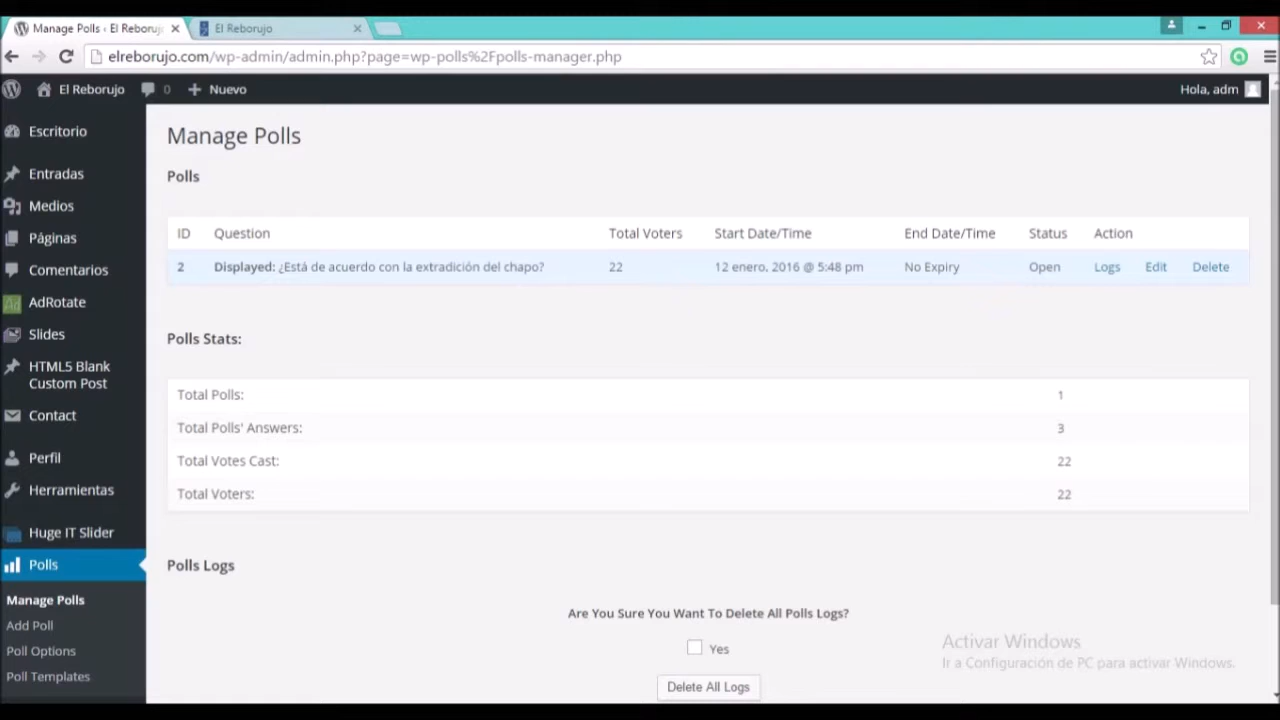 Manage Polls ‹ El Reboruj
El Reborujo
elreborujo.com/wp-admin/admin.php?page=wp-polls%2Fpolls-manager.php
El Reborujo 0 Nuevo Hola, adm
Escritorio
Entradas
Medios
Páginas
Comentarios
AdRotate
Slides
HTML5 Blank
Custom Post
Contact
Perfil
Herramientas
Huge IT Slider
Polls
Manage Polls
Add Poll
Poll Options
Poll Templates
Manage Polls
Polls
ID Question Total Voters Start Date/Time End Date/Time Status Action
2 Displayed: ¿Está de acuerdo con la extradición del chapo? 22 12 enero, 2016 @ 5:48 pm No Expiry Open Logs Edit Delete
Polls Stats:
Total Polls: 1
Total Polls' Answers: 3
Total Votes Cast: 22
Total Voters: 22
Polls Logs
Are You Sure You Want To Delete All Polls Logs?
Yes
Delete All Logs
Activar Windows
Ir a Configuración de PC para activar Windows.